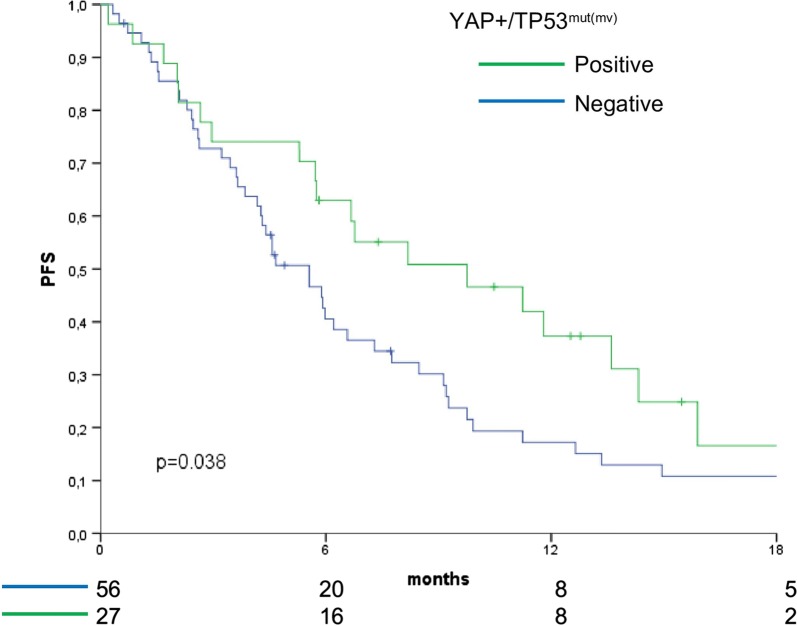 YAP+/TP53mut(mv)
Positive
Negative
1,0
0,9
0,8
0,7
0,6
0,5
0,4
0,3
0,2
0,1
0,0
PFS
p=0.038
0 6 12 18
months
56 20 8 5
27 16 8 2